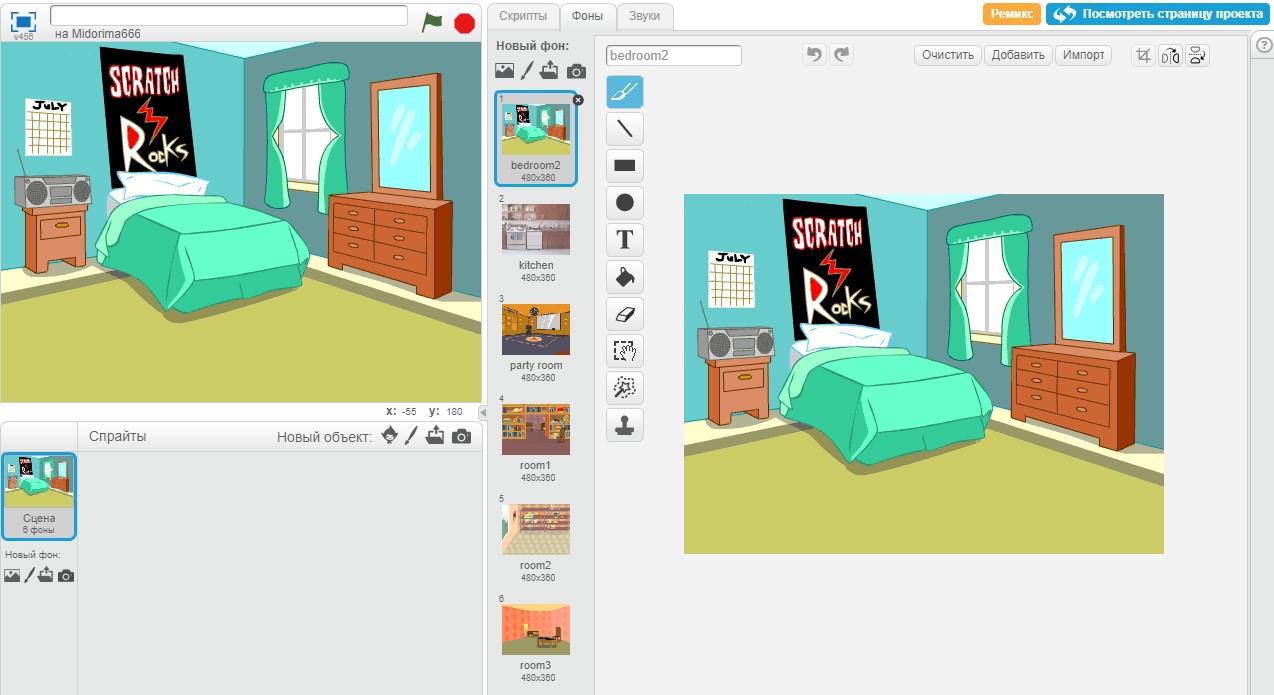 v456
на Midorima666
SCRATCH
Rocks
JULY
x: -55 y: 180
Спрайты
Новый объект:
Сцена
6 фоны
Новый фон:
Скрипты
Фоны
Звуки
Ремикс
Посмотреть страницу проекта
Новый фон:
1
bedroom2
480x360
2
kitchen
480x360
3
party room
480x360
4
room1
480x360
5
room2
480x360
6
room3
480x360
bedroom2
Очистить
Добавить
Импорт
?
T
SCRATCH
Rocks
JULY